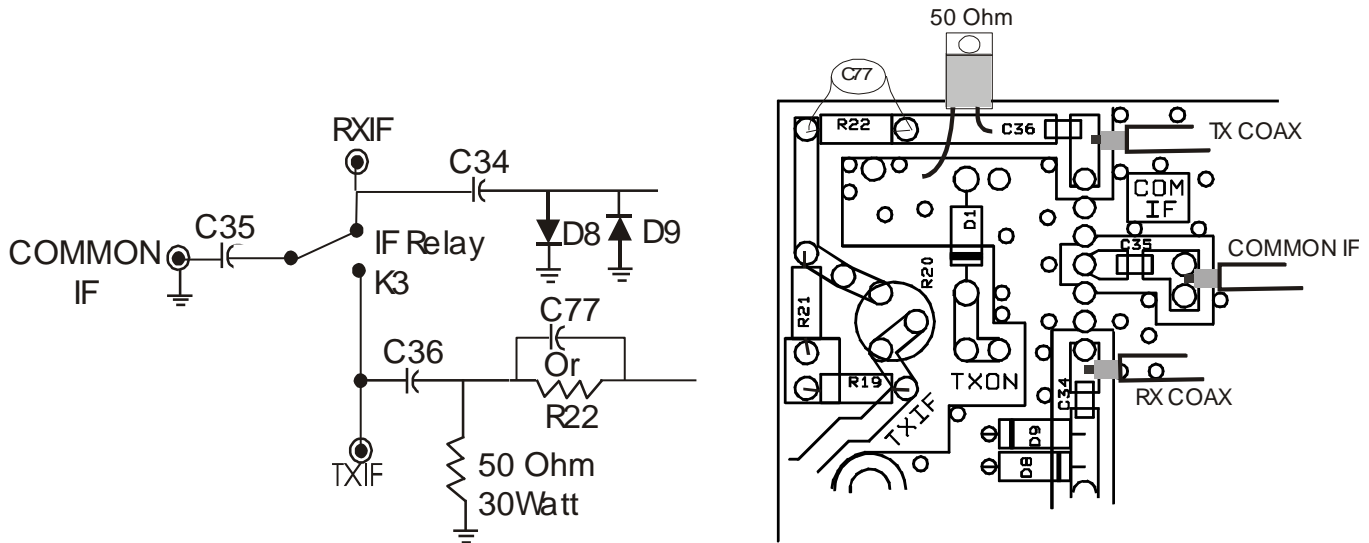 RXIF
C34
C35
COMMON
IF
IF Relay
K3
D8
D9
C77
Or
R22
C36
TXIF
50 Ohm
30Watt
50 Ohm
C77
R22
C36
TX COAX
COM
IF
D1
C35
COMMON IF
R20
R21
R19
TXON
TXIF
C34
RX COAX
D9
D8